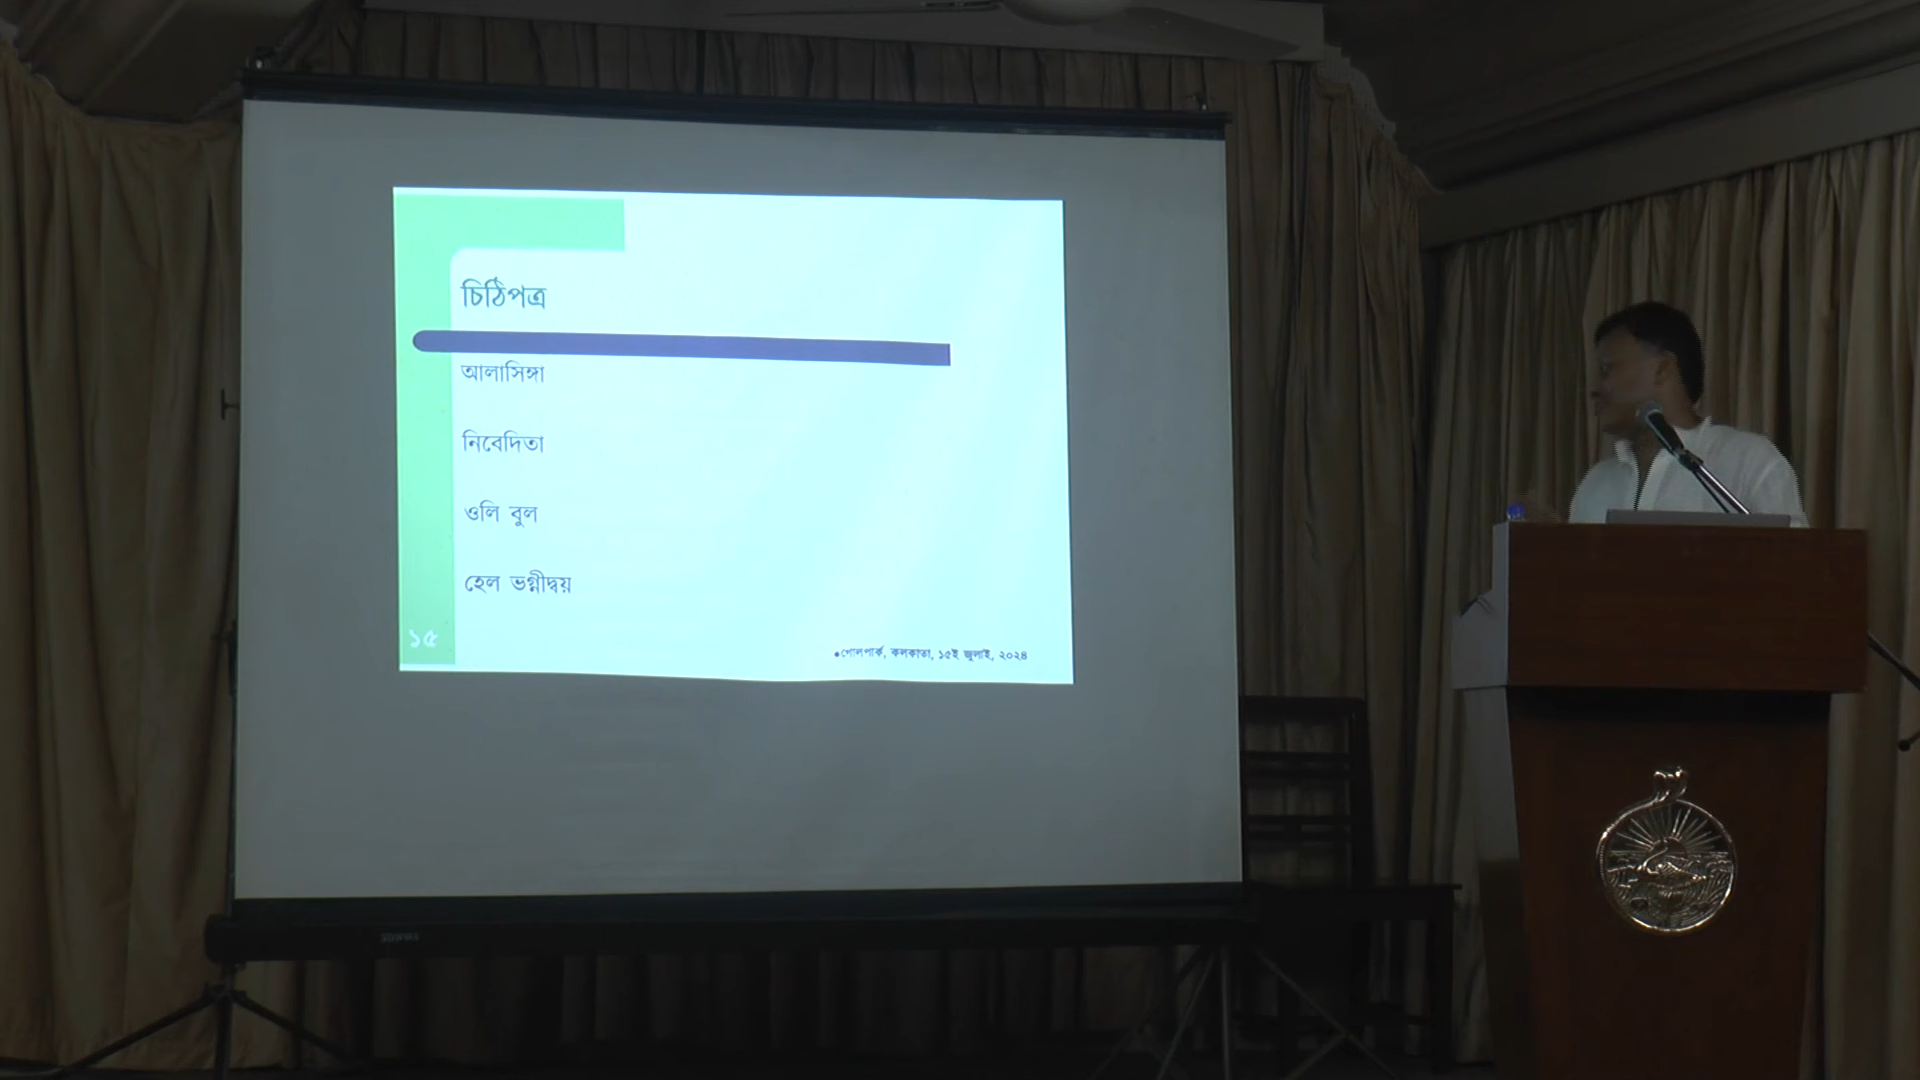 চিঠিপত্র
আলাসিঙ্গা
নিবেদিতা
ওলি বুল
হেল ভগ্নীদ্বয়
১৫
•গোলপার্ক, কলকাতা, ১৫ই জুলাই, ২০২৪